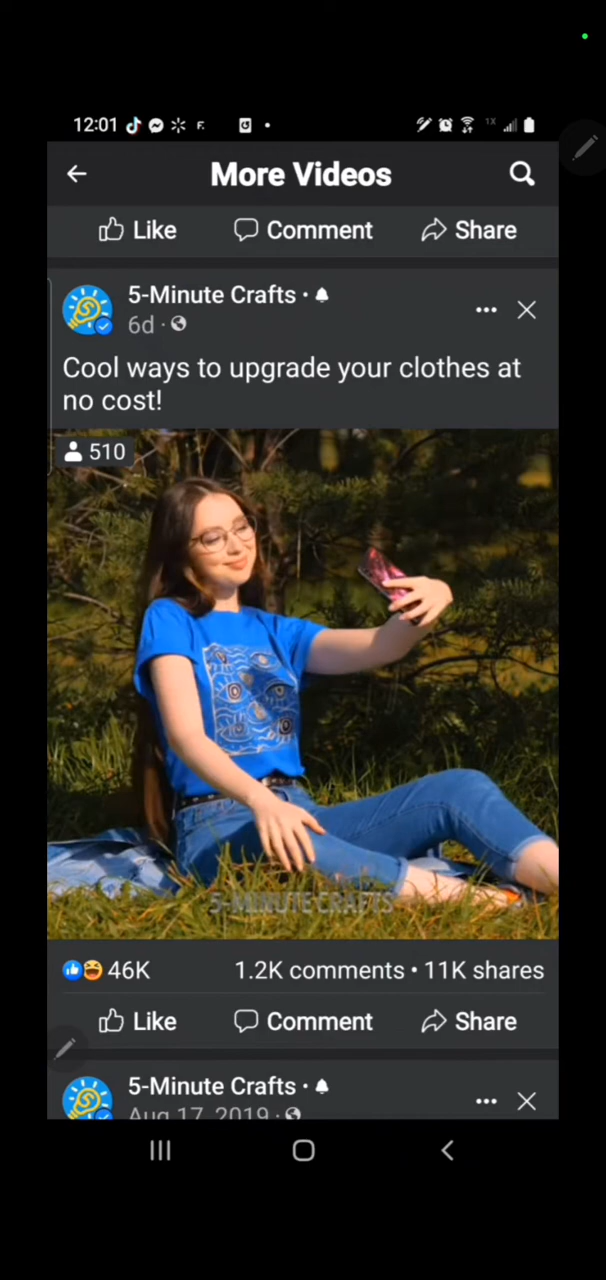 12:01
1X
More Videos
Like Comment Share
5-Minute Crafts
6d
Cool ways to upgrade your clothes at
no cost!
510
5-MINUTE CRAFTS
46K 1.2K comments • 11K shares
Like Comment Share
5-Minute Crafts
Aug 17, 2019